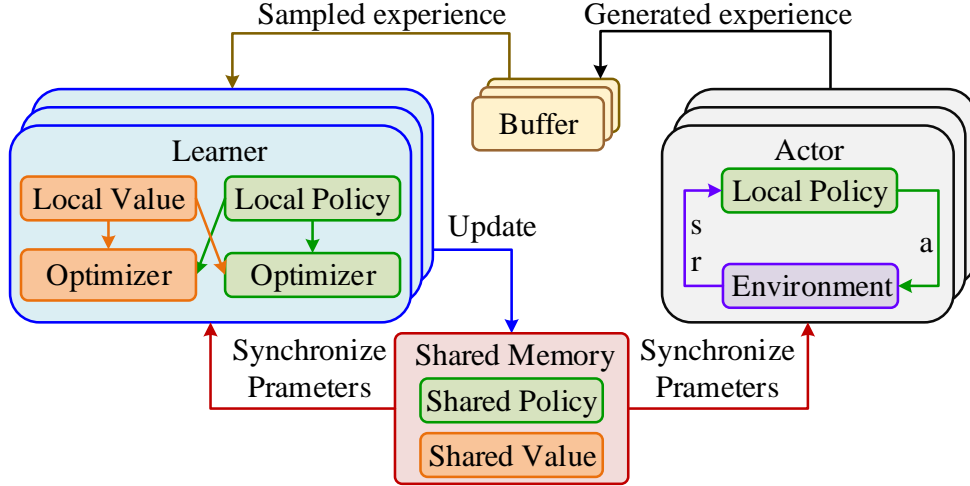 Sampled experience
Generated experience
Buffer
Learner
Local Value
Local Policy
Optimizer
Optimizer
Update
Actor
Local Policy
s
r
a
Environment
Synchronize
Prameters
Shared Memory
Shared Policy
Shared Value
Synchronize
Prameters